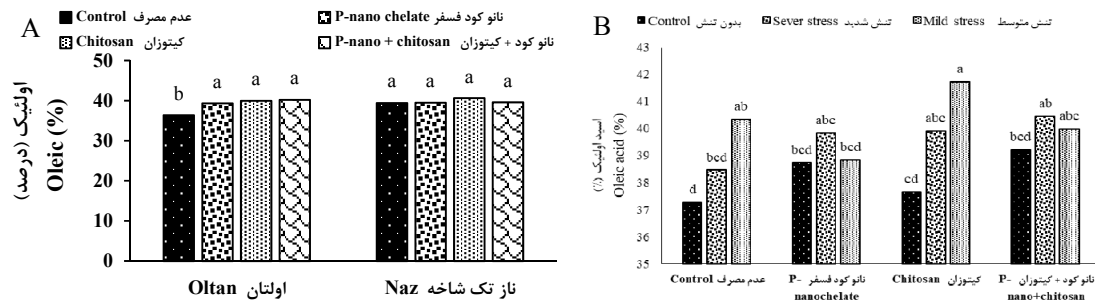 A
Control عدم مصرف
P-nano chelate نانو کود فسفر
Chitosan کیتوزان
P-nano + chitosan نانو کود + کیتوزان
اولئیک (درصد)
Oleic (%)
50
40
30
20
10
0
b a a a
a a a a
Oltan اولتان
Naz ناز تک شاخه
B
Control بدون تنش
Sever stress تنش شدید
Mild stress تنش متوسط
اسید اولئیک (٪)
Oleic acid (%)
42
41
40
39
38
37
36
35
d bcd ab
bcd abc bcd
cd abc a
bcd ab abc
Control عدم مصرف
P- نانو کود فسفر
nanochelate
Chitosan کیتوزان
P- نانو کود + کیتوزان
nano+chitosan